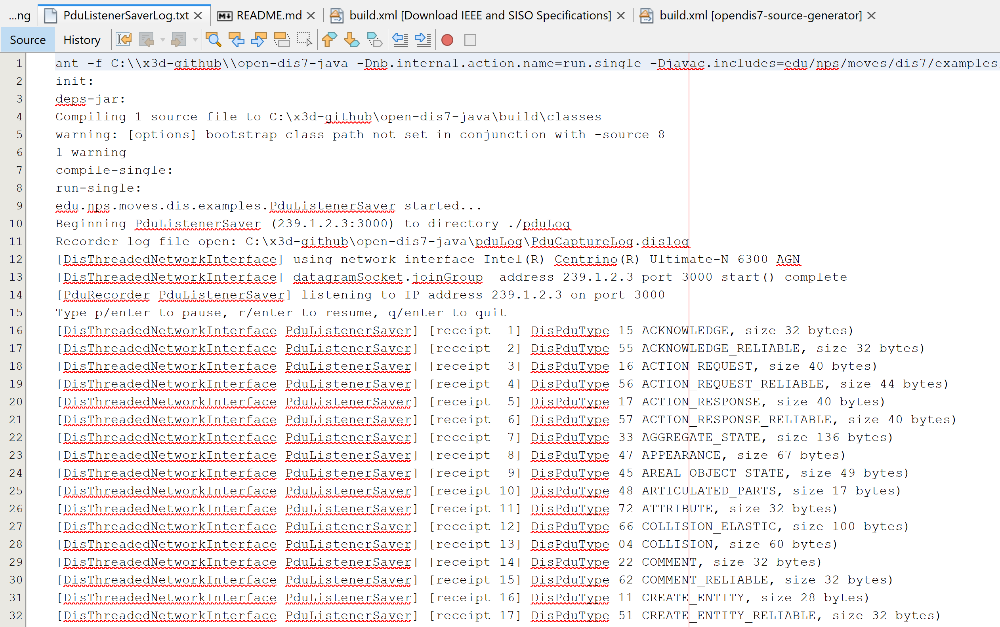 ...ng PduListenerSaverLog.txt README.md build.xml [Download IEEE and SISO Specifications] build.xml [opendis7-source-generator]
Source History
1 ant -f C:\\x3d-github\\open-dis7-java -Dnb.internal.action.name=run.single -Djavac.includes=edu/nps/moves/dis7/examples
2 init:
3 deps-jar:
4 Compiling 1 source file to C:\x3d-github\open-dis7-java\build\classes
5 warning: [options] bootstrap class path not set in conjunction with -source 8
6 1 warning
7 compile-single:
8 run-single:
9 edu.nps.moves.dis.examples.PduListenerSaver started...
10 Beginning PduListenerSaver (239.1.2.3:3000) to directory ./pduLog
11 Recorder log file open: C:\x3d-github\open-dis7-java\pduLog\PduCaptureLog.dislog
12 [DisThreadedNetworkInterface] using network interface Intel(R) Centrino(R) Ultimate-N 6300 AGN
13 [DisThreadedNetworkInterface] datagramSocket.joinGroup  address=239.1.2.3 port=3000 start() complete
14 [PduRecorder PduListenerSaver] listening to IP address 239.1.2.3 on port 3000
15 Type p/enter to pause, r/enter to resume, q/enter to quit
16 [DisThreadedNetworkInterface PduListenerSaver] [receipt  1] DisPduType 15 ACKNOWLEDGE, size 32 bytes)
17 [DisThreadedNetworkInterface PduListenerSaver] [receipt  2] DisPduType 55 ACKNOWLEDGE_RELIABLE, size 32 bytes)
18 [DisThreadedNetworkInterface PduListenerSaver] [receipt  3] DisPduType 16 ACTION_REQUEST, size 40 bytes)
19 [DisThreadedNetworkInterface PduListenerSaver] [receipt  4] DisPduType 56 ACTION_REQUEST_RELIABLE, size 44 bytes)
20 [DisThreadedNetworkInterface PduListenerSaver] [receipt  5] DisPduType 17 ACTION_RESPONSE, size 40 bytes)
21 [DisThreadedNetworkInterface PduListenerSaver] [receipt  6] DisPduType 57 ACTION_RESPONSE_RELIABLE, size 40 bytes)
22 [DisThreadedNetworkInterface PduListenerSaver] [receipt  7] DisPduType 33 AGGREGATE_STATE, size 136 bytes)
23 [DisThreadedNetworkInterface PduListenerSaver] [receipt  8] DisPduType 47 APPEARANCE, size 67 bytes)
24 [DisThreadedNetworkInterface PduListenerSaver] [receipt  9] DisPduType 45 AREAL_OBJECT_STATE, size 49 bytes)
25 [DisThreadedNetworkInterface PduListenerSaver] [receipt 10] DisPduType 48 ARTICULATED_PARTS, size 17 bytes)
26 [DisThreadedNetworkInterface PduListenerSaver] [receipt 11] DisPduType 72 ATTRIBUTE, size 32 bytes)
27 [DisThreadedNetworkInterface PduListenerSaver] [receipt 12] DisPduType 66 COLLISION_ELASTIC, size 100 bytes)
28 [DisThreadedNetworkInterface PduListenerSaver] [receipt 13] DisPduType 04 COLLISION, size 60 bytes)
29 [DisThreadedNetworkInterface PduListenerSaver] [receipt 14] DisPduType 22 COMMENT, size 32 bytes)
30 [DisThreadedNetworkInterface PduListenerSaver] [receipt 15] DisPduType 62 COMMENT_RELIABLE, size 32 bytes)
31 [DisThreadedNetworkInterface PduListenerSaver] [receipt 16] DisPduType 11 CREATE_ENTITY, size 28 bytes)
32 [DisThreadedNetworkInterface PduListenerSaver] [receipt 17] DisPduType 51 CREATE_ENTITY_RELIABLE, size 32 bytes)